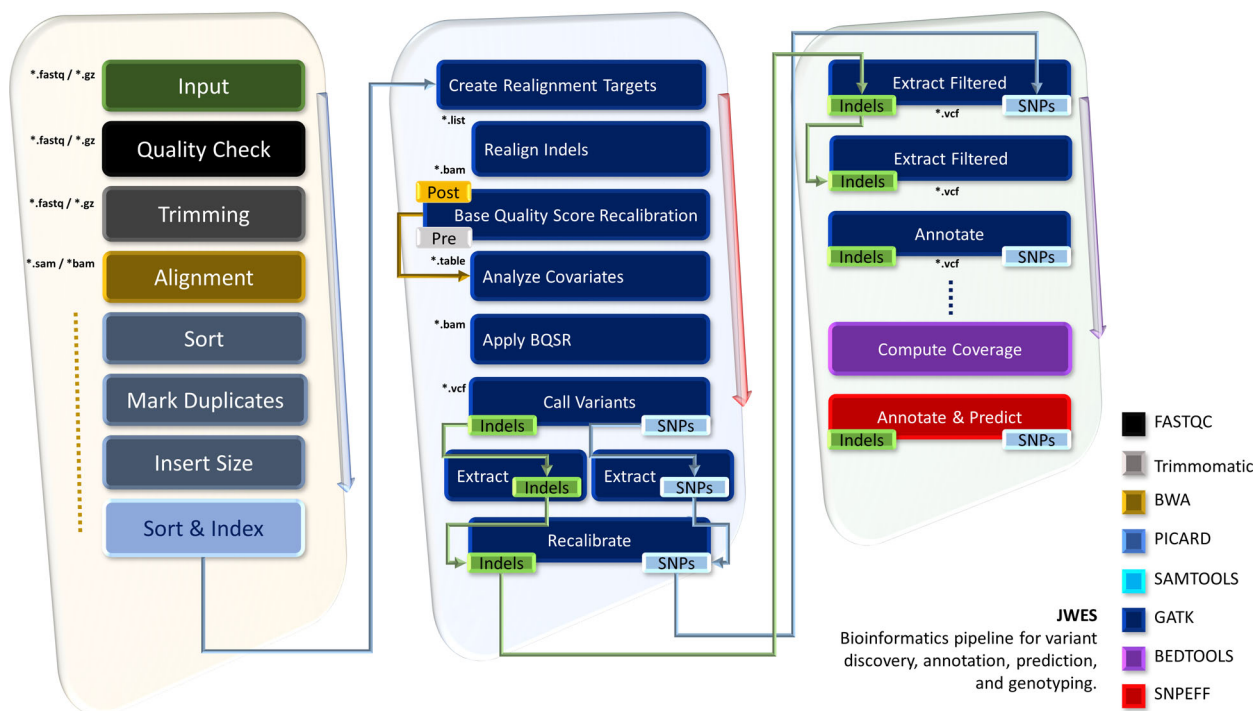 *.fastq / *.gz
Input
*.fastq / *.gz
Quality Check
*.fastq / *.gz
Trimming
*.sam / *bam
Alignment
Sort
Mark Duplicates
Insert Size
Sort & Index
Create Realignment Targets
*.list
Realign Indels
*.bam
Post
Base Quality Score Recalibration
Pre
*.table
Analyze Covariates
*.bam
Apply BQSR
*.vcf
Call Variants
Indels
SNPs
Extract
Indels
Extract
SNPs
Recalibrate
Indels
SNPs
Extract Filtered
Indels
SNPs
*.vcf
Extract Filtered
Indels
*.vcf
Annotate
Indels
SNPs
*.vcf
Compute Coverage
Annotate & Predict
Indels
SNPs
FASTQC
Trimmomatic
BWA
PICARD
SAMTOOLS
GATK
BEDTOOLS
SNPEFF
JWES
Bioinformatics pipeline for variant
discovery, annotation, prediction,
and genotyping.